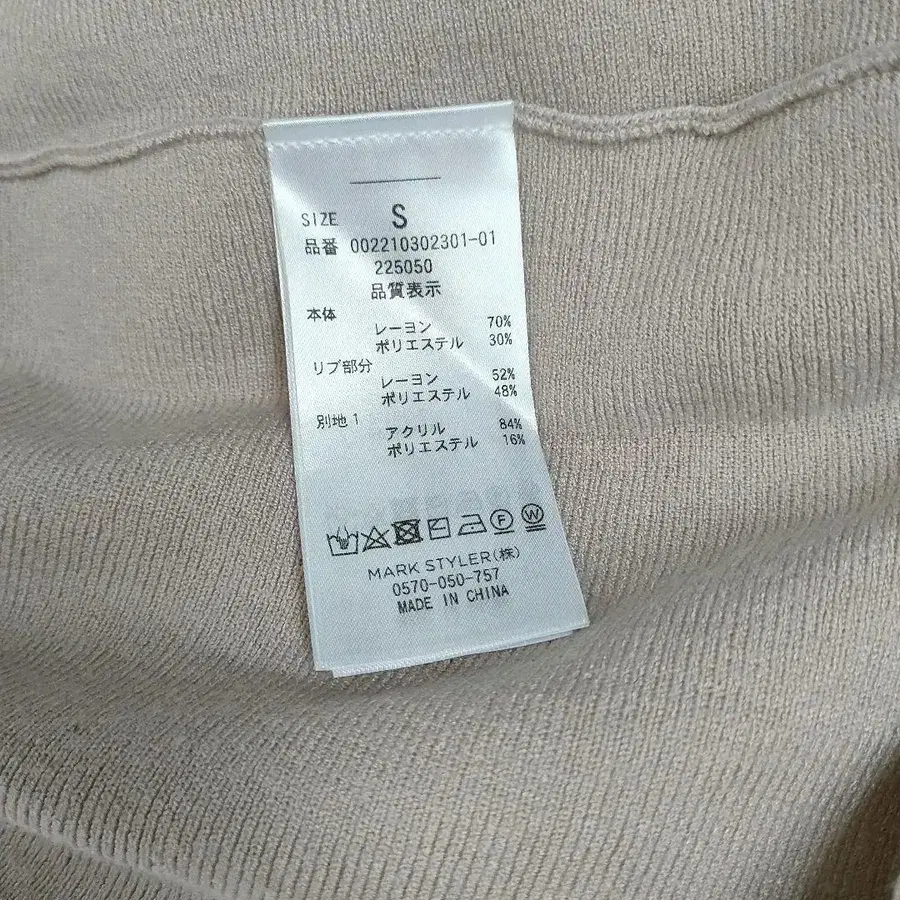 SIZE S
品番 002210302301-01
225050
品質表示
本体
レーヨン 70%
ポリエステル 30%
リブ部分
レーヨン 52%
ポリエステル 48%
別地1
アクリル 84%
ポリエステル 16%
F W
MARK STYLER(株)
0570-050-757
MADE IN CHINA